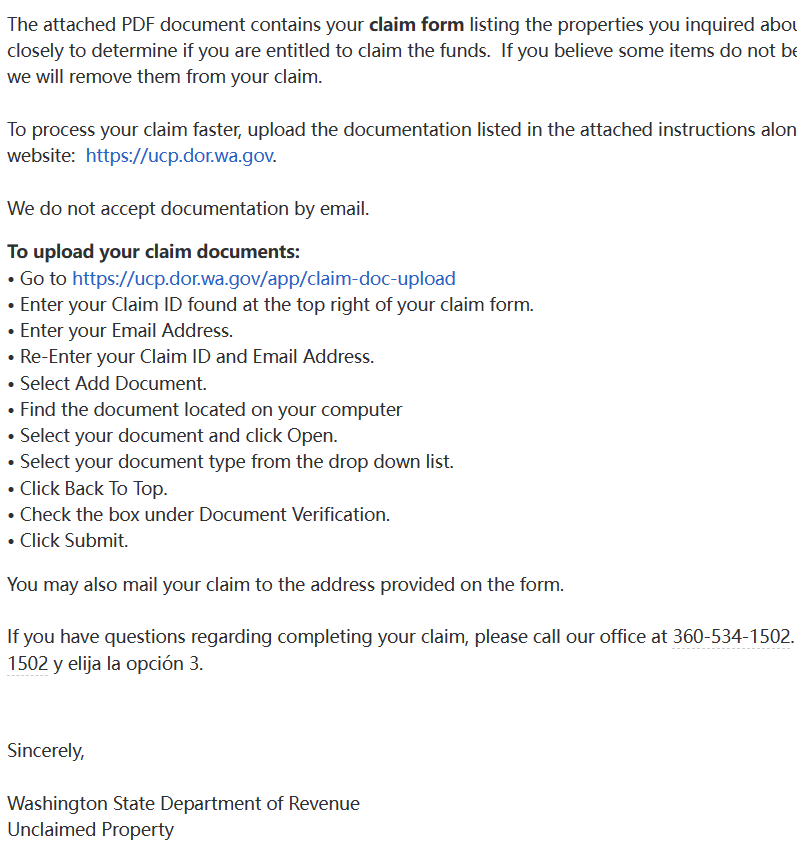 The attached PDF document contains your claim form listing the properties you inquired
closely to determine if you are entitled to claim the funds.  If you believe some items do not
we will remove them from your claim.
To process your claim faster, upload the documentation listed in the attached instructions
website:  https://ucp.dor.wa.gov.
We do not accept documentation by email.
To upload your claim documents:
• Go to https://ucp.dor.wa.gov/app/claim-doc-upload
• Enter your Claim ID found at the top right of your claim form.
• Enter your Email Address.
• Re-Enter your Claim ID and Email Address.
• Select Add Document.
• Find the document located on your computer
• Select your document and click Open.
• Select your document type from the drop down list.
• Click Back To Top.
• Check the box under Document Verification.
• Click Submit.
You may also mail your claim to the address provided on the form.
If you have questions regarding completing your claim, please call our office at 360-534-1502.
1502 y elija la opción 3.
Sincerely,
Washington State Department of Revenue
Unclaimed Property